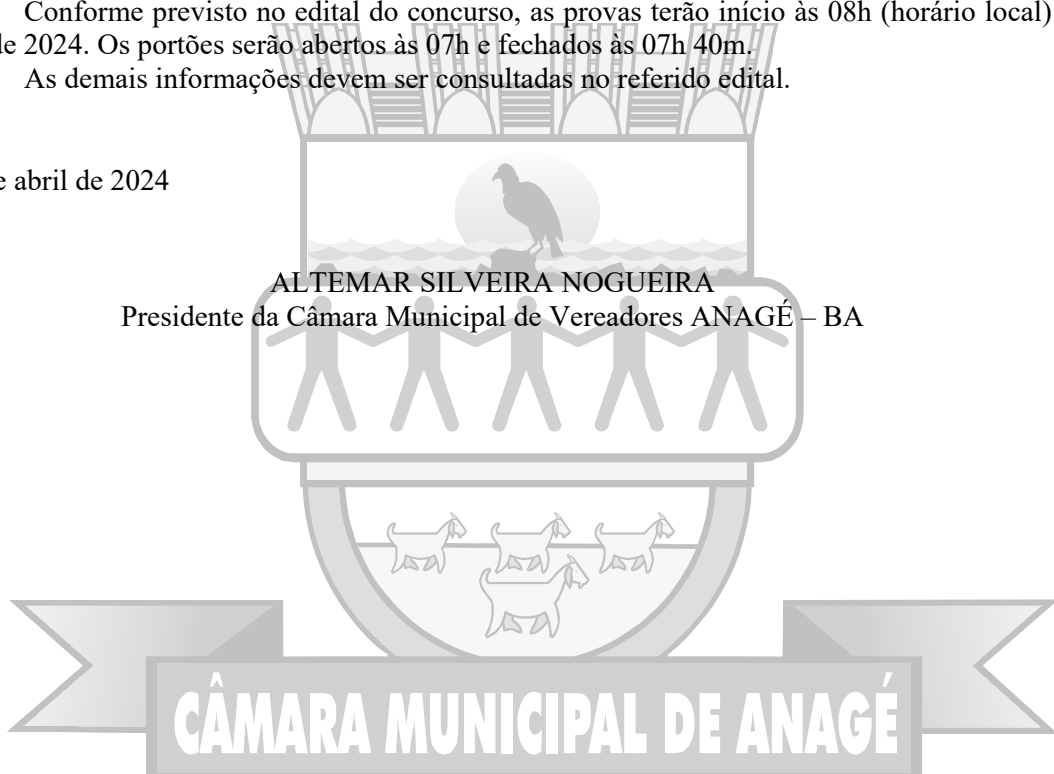 Conforme previsto no edital do concurso, as provas terão início às 08h (horário local)
de 2024. Os portões serão abertos às 07h e fechados às 07h 40m.
As demais informações devem ser consultadas no referido edital.
e abril de 2024
ALTEMAR SILVEIRA NOGUEIRA
Presidente da Câmara Municipal de Vereadores ANAGÉ – BA
CÂMARA MUNICIPAL DE ANAGÉ